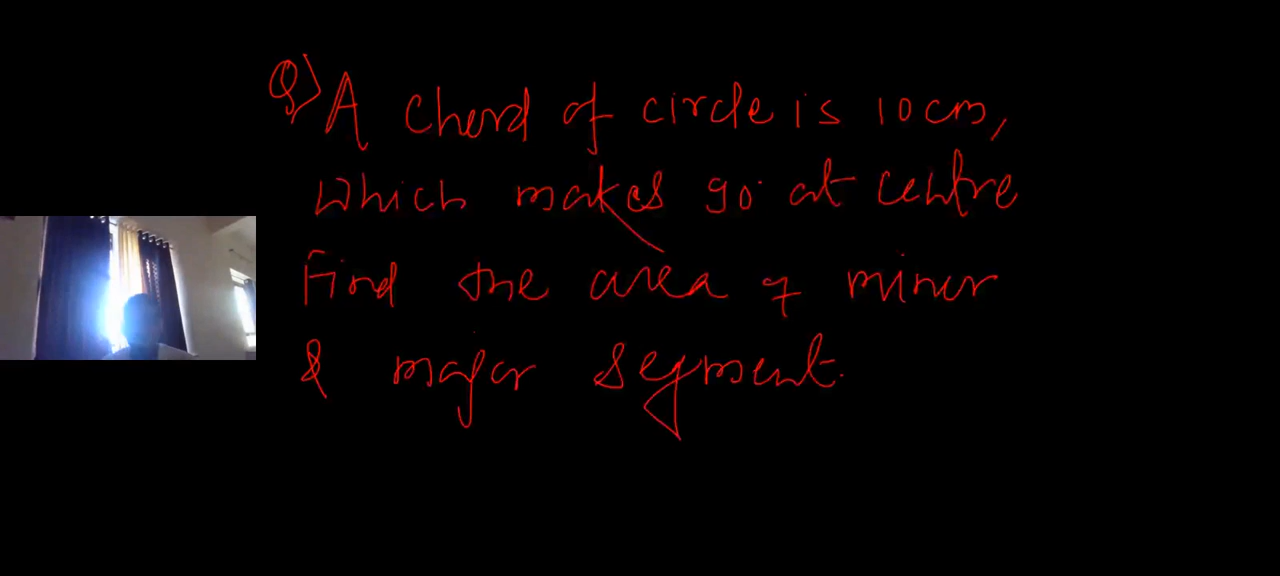 Q) A Chord of circle is 10cm,
which makes 90° at centre
Find the area of minor
& major segment.